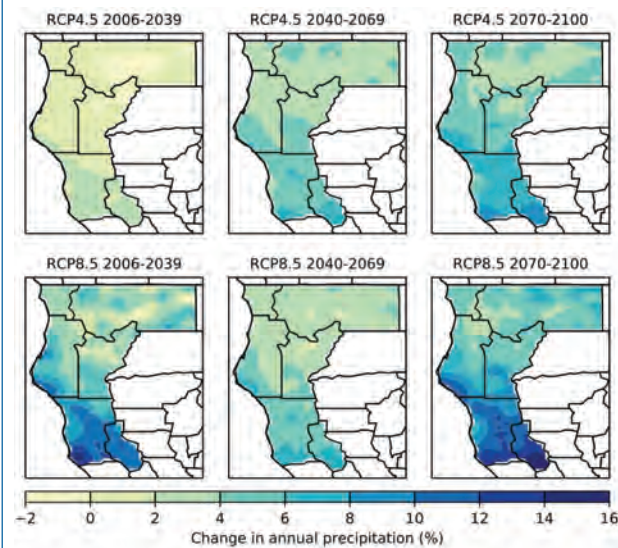 RCP4.5 2006-2039 RCP4.5 2040-2069 RCP4.5 2070-2100
RCP8.5 2006-2039 RCP8.5 2040-2069 RCP8.5 2070-2100
−2 0 2 4 6 8 10 12 14 16
Change in annual precipitation (%)